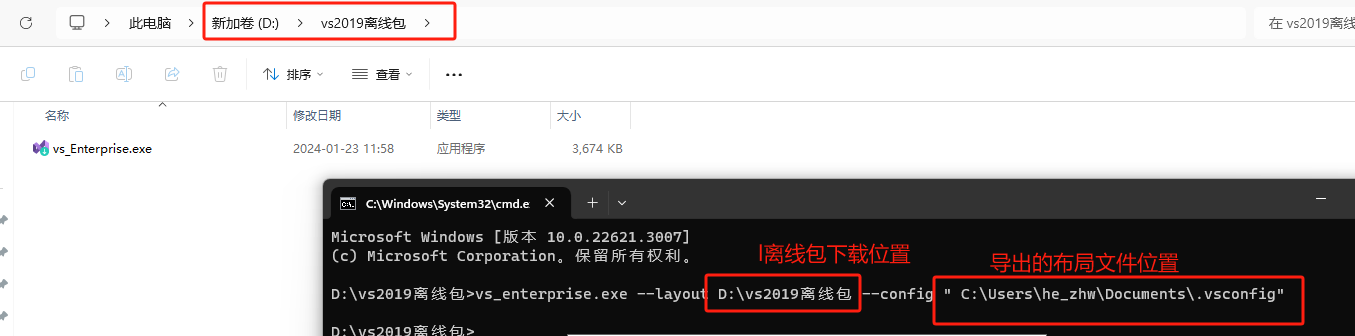 此电脑 > 新加卷 (D:) > vs2019离线包 >
在 vs2019离线
排序
查看
名称
修改日期
类型
大小
vs_Enterprise.exe
2024-01-23 11:58
应用程序
3,674 KB
C:\Windows\System32\cmd.e
Microsoft Windows [版本 10.0.22621.3007]
(c) Microsoft Corporation。保留所有权利。
l离线包下载位置
导出的布局文件位置
D:\vs2019离线包>vs_enterprise.exe --layout D:\vs2019离线包 --config " C:\Users\he_zhw\Documents\.vsconfig"
D:\vs2019离线包>